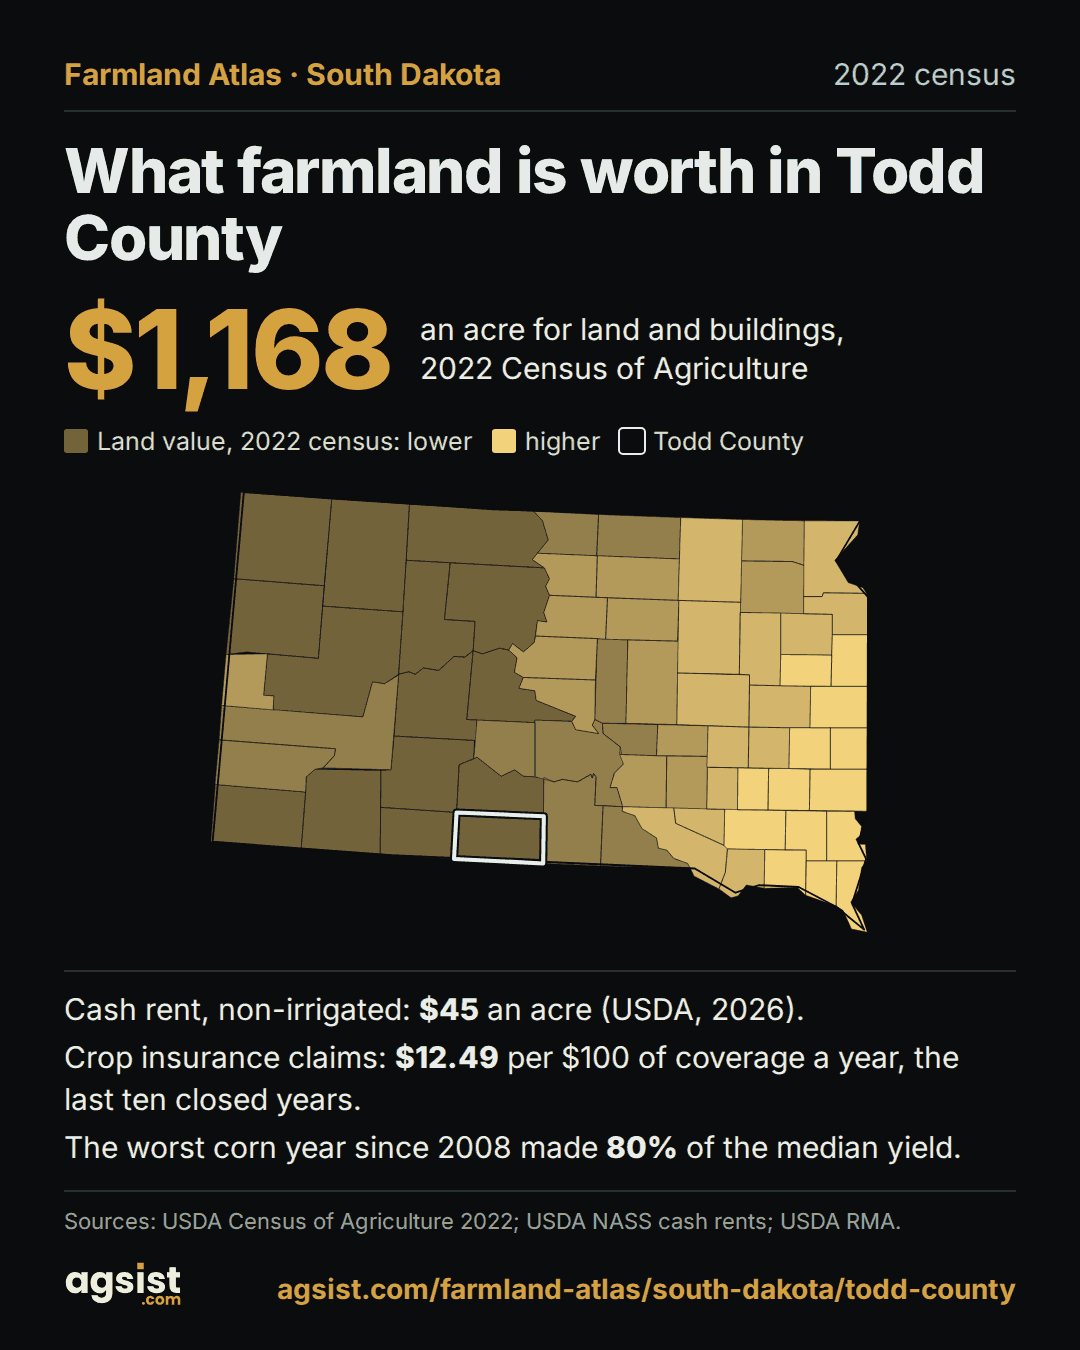 Farmland Atlas · South Dakota
2022 census
What farmland is worth in Todd
County
$1,168
an acre for land and buildings,
2022 Census of Agriculture
Land value, 2022 census: lower
higher
Todd County
Cash rent, non-irrigated: $45 an acre (USDA, 2026).
Crop insurance claims: $12.49 per $100 of coverage a year, the
last ten closed years.
The worst corn year since 2008 made 80% of the median yield.
Sources: USDA Census of Agriculture 2022; USDA NASS cash rents; USDA RMA.
agsist
.com
agsist.com/farmland-atlas/south-dakota/todd-county